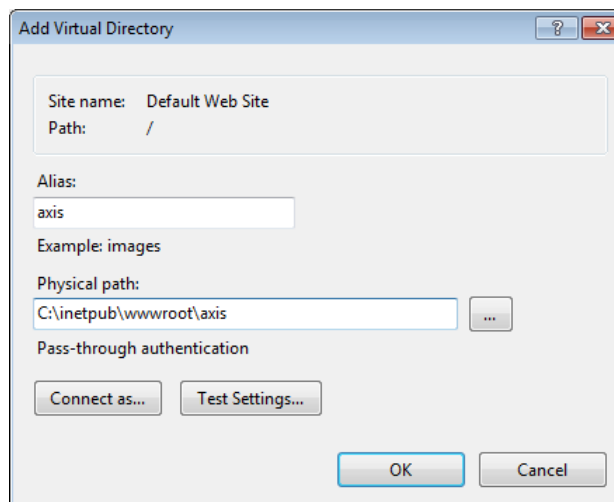 Add Virtual Directory
Site name: Default Web Site
Path: /
Alias:
axis
Example: images
Physical path:
C:\inetpub\wwwroot\axis
...
Pass-through authentication
Connect as... Test Settings...
OK Cancel